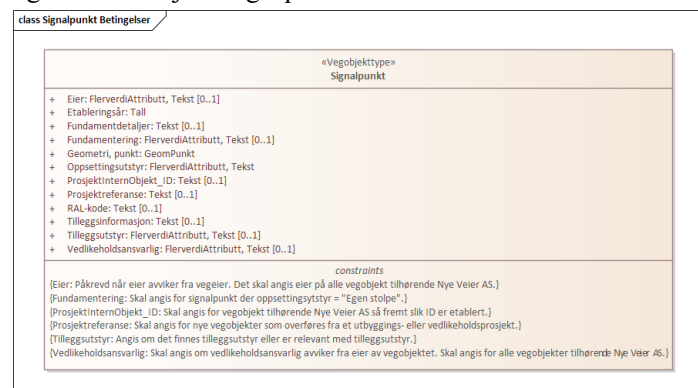 class Signalpunkt Betingelser
«Vegobjekttype»
Signalpunkt
+ Eier: FlerverdiAttributt, Tekst [0..1]
+ Etableringsår: Tall
+ Fundamentdetaljer: Tekst [0..1]
+ Fundamentering: FlerverdiAttributt, Tekst [0..1]
+ Geometri, punkt: GeomPunkt
+ Oppsettingsutstyr: FlerverdiAttributt, Tekst
+ ProsjektInternObjekt_ID: Tekst [0..1]
+ Prosjektreferanse: Tekst [0..1]
+ RAL-kode: Tekst [0..1]
+ Tilleggsinformasjon: Tekst [0..1]
+ Tilleggsutstyr: FlerverdiAttributt, Tekst [0..1]
+ Vedlikeholdsansvarlig: FlerverdiAttributt, Tekst [0..1]
constraints
{Eier: Påkrevd når eier avviker fra vegeier. Det skal angis eier på alle vegobjekt tilhørende Nye Veier AS.}
{Fundamentering: Skal angis for signalpunkt der oppsettingsytstyr = "Egen stolpe".}
{ProsjektInternObjekt_ID: Skal angis for vegobjekt tilhørende Nye Veier AS så fremt slik ID er etablert.}
{Prosjektreferanse: Skal angis for nye vegobjekter som overføres fra et utbyggings- eller vedlikeholdsprosjekt.}
{Tilleggsutstyr: Angis om det finnes tilleggsutstyr eller er relevant med tilleggsutstyr.}
{Vedlikeholdsansvarlig: Skal angis om vedlikeholdsansvarlig avviker fra eier av vegobjektet. Skal angis for alle vegobjekter tilhørende Nye Veier AS.}